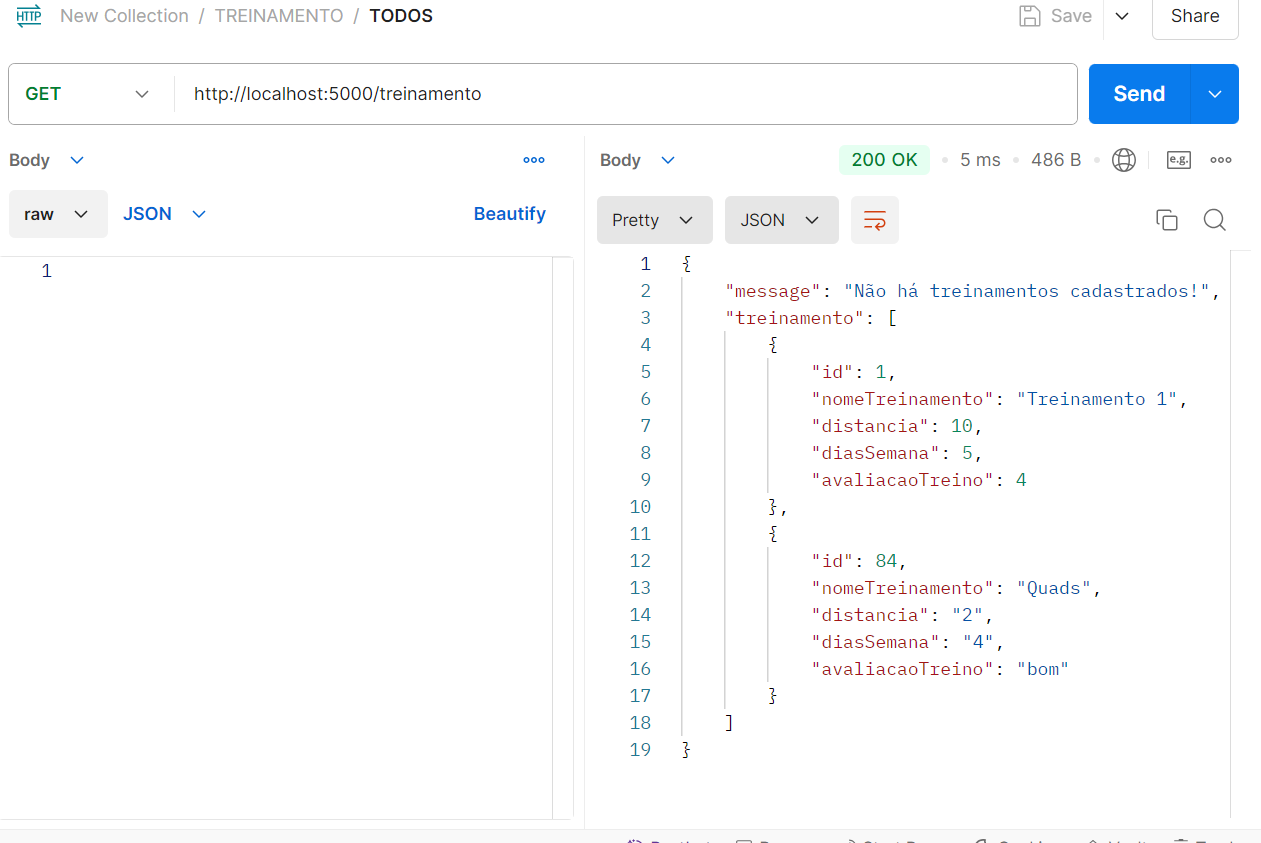 HTTP New Collection / TREINAMENTO / TODOS Save Share
GET http://localhost:5000/treinamento Send
Body Body 200 OK 5 ms 486 B e.g.
raw JSON Beautify Pretty JSON
1
1 {
2 "message": "Não há treinamentos cadastrados!",
3 "treinamento": [
4 {
5 "id": 1,
6 "nomeTreinamento": "Treinamento 1",
7 "distancia": 10,
8 "diasSemana": 5,
9 "avaliacaoTreino": 4
10 },
11 {
12 "id": 84,
13 "nomeTreinamento": "Quads",
14 "distancia": "2",
15 "diasSemana": "4",
16 "avaliacaoTreino": "bom"
17 }
18 ]
19 }